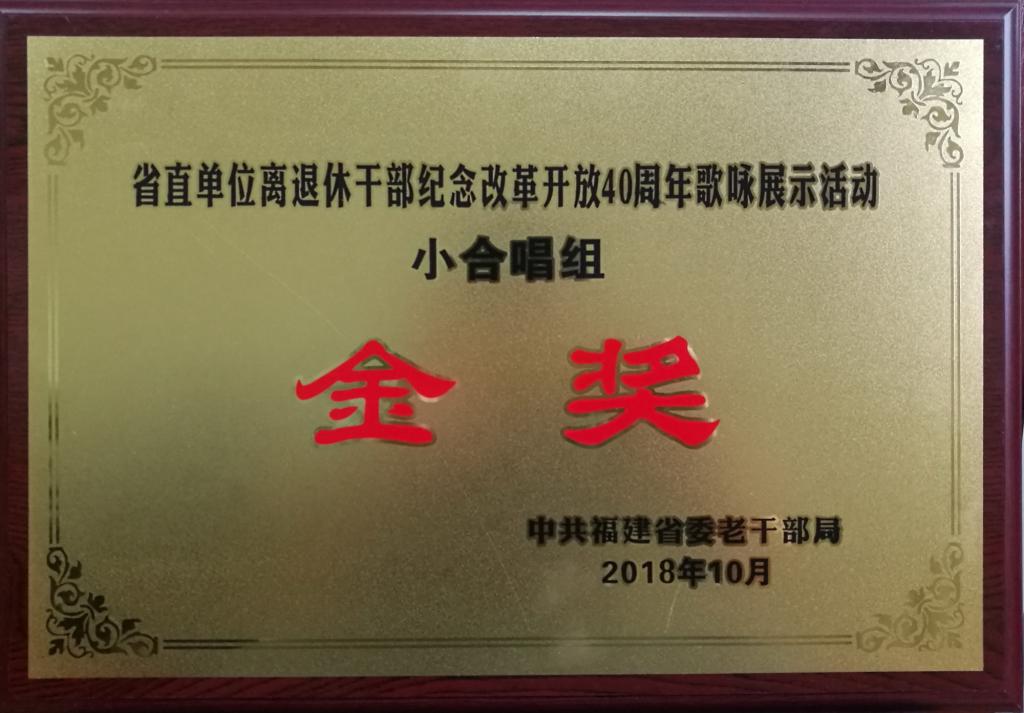 省直单位离退休干部纪念改革开放40周年歌咏展示活动
小合唱组
金奖
中共福建省委老干部局
2018年10月